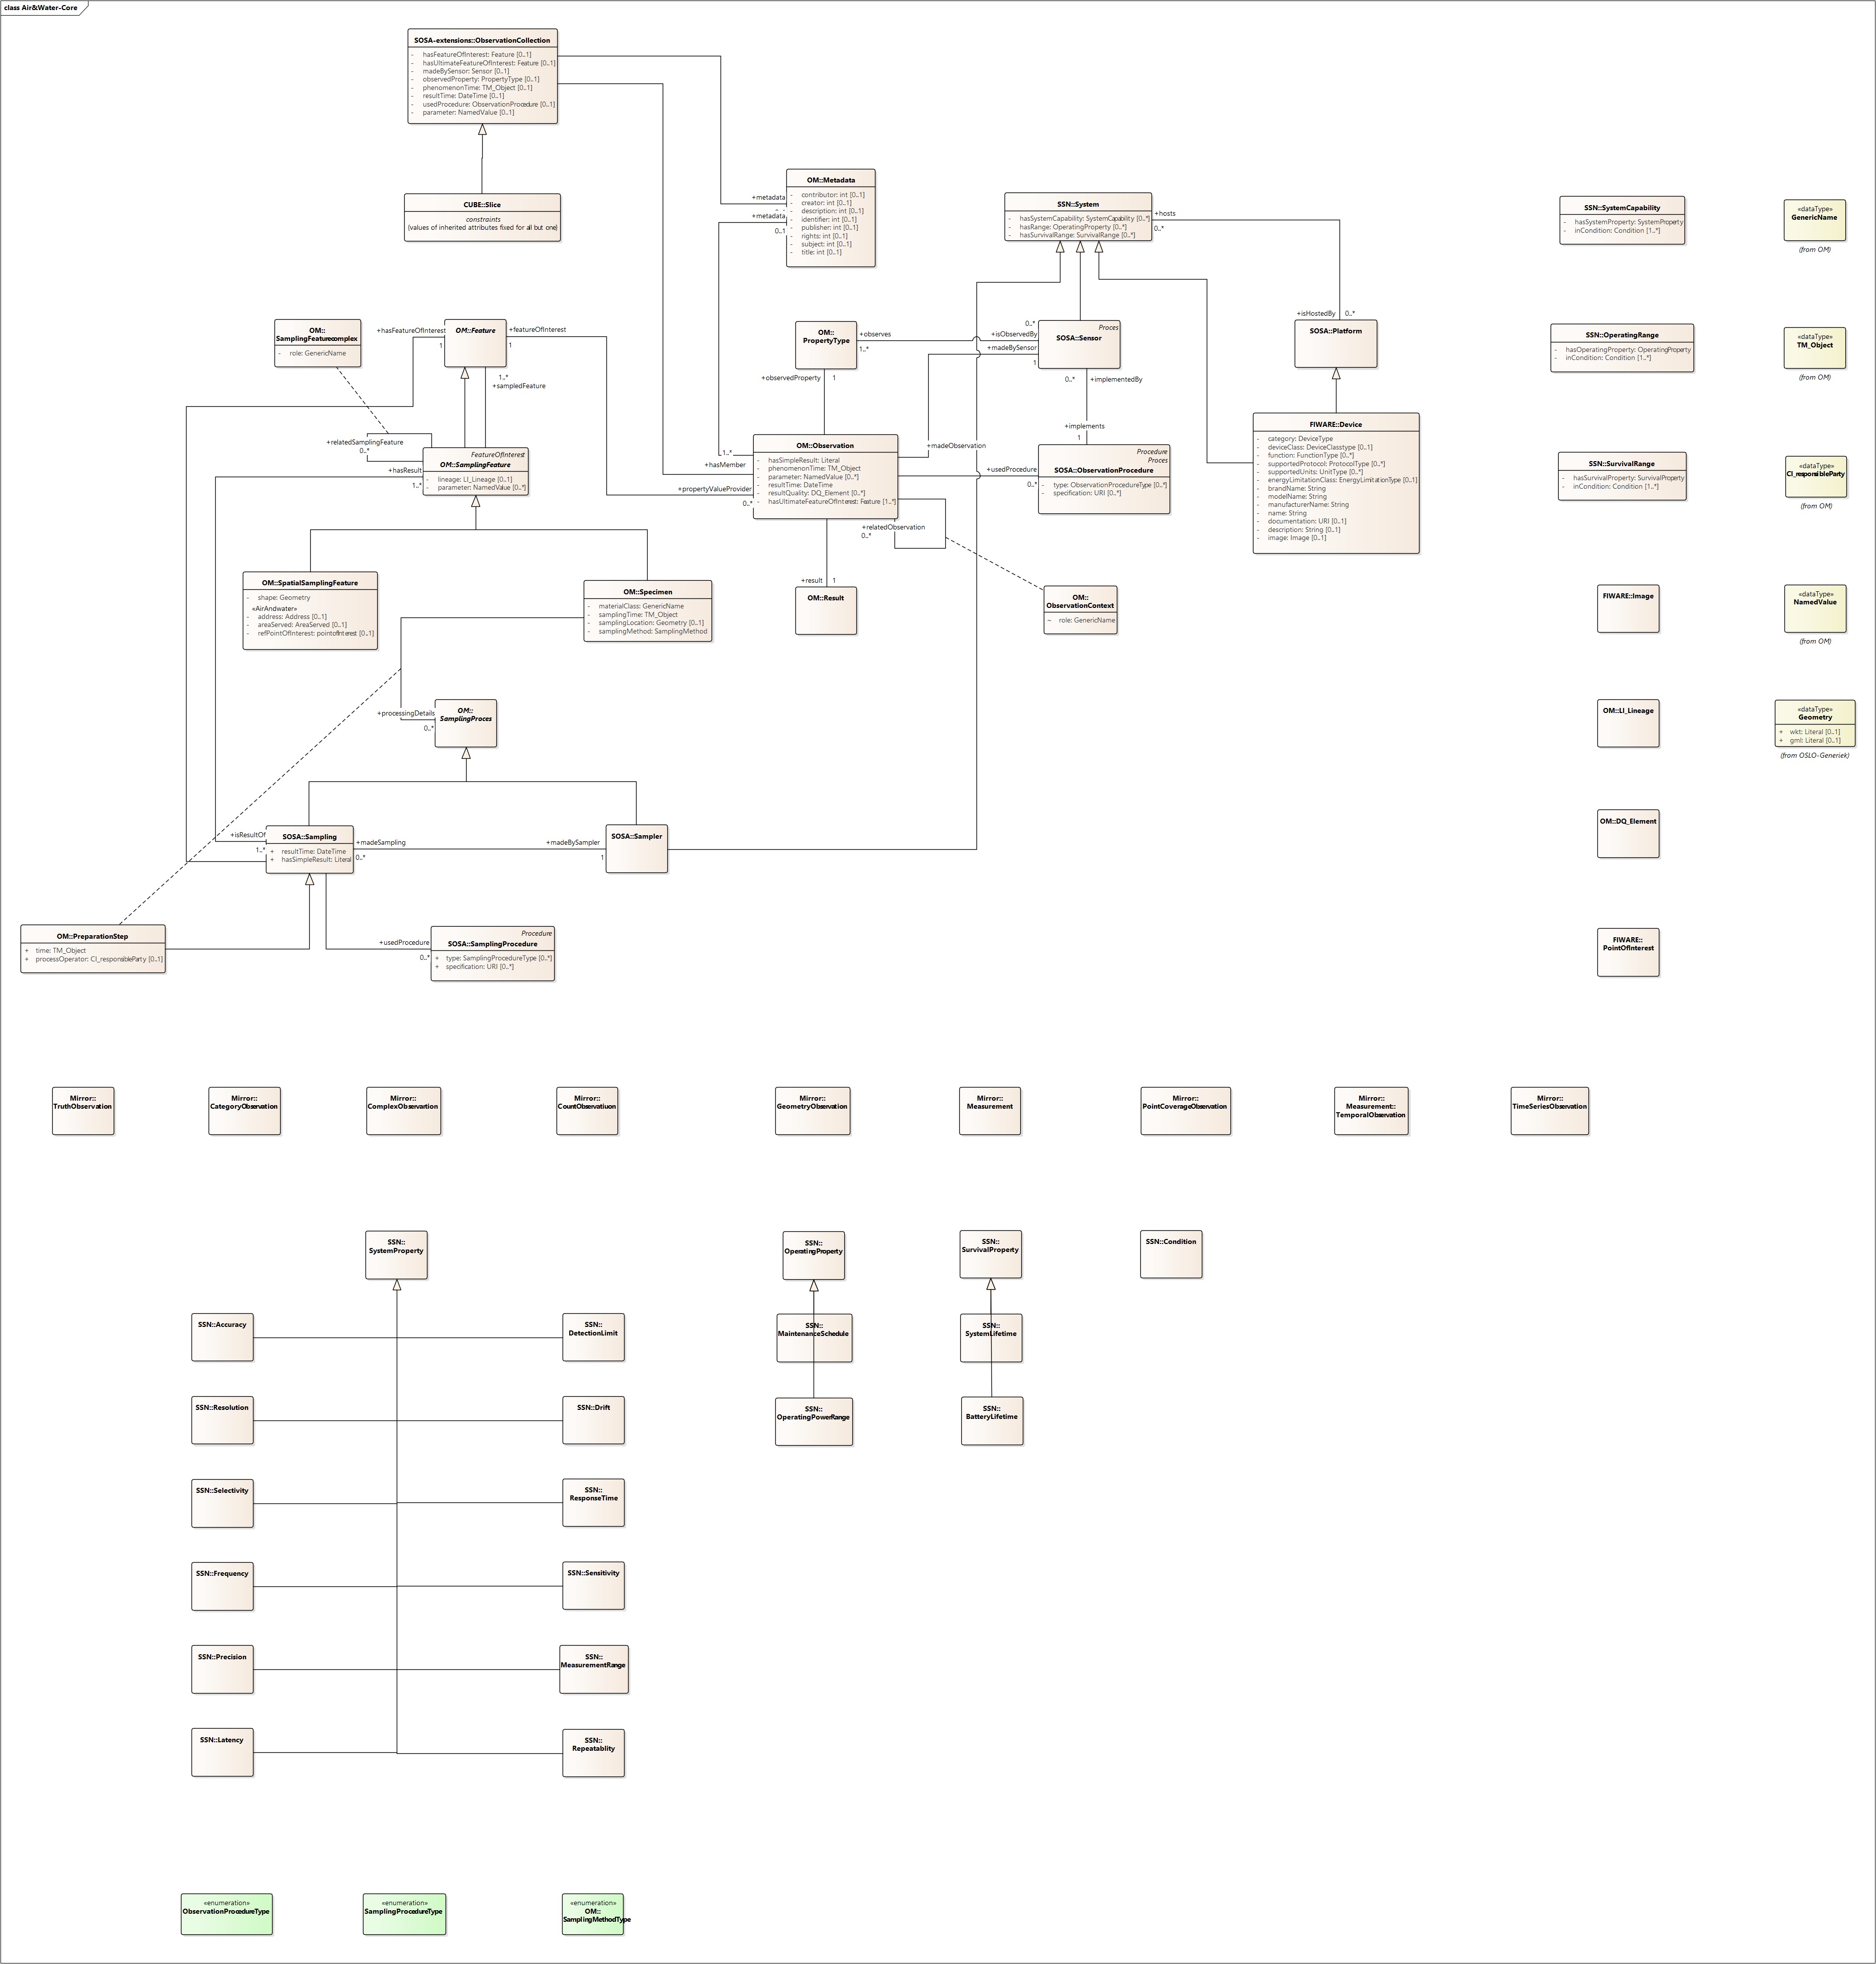 class Air&Water-Core
SOSA-extensions::ObservationCollection
- hasFeatureOfInterest: Feature [0..1]
- hasUltimateFeatureOfInterest: Feature [0..1]
- madeBySensor: Sensor [0..1]
- observedProperty: PropertyType [0..1]
- phenomenonTime: TM_Object [0..1]
- resultTime: DateTime [0..1]
- usedProcedure: ObservationProcedure [0..1]
- parameter: NamedValue [0..1]
CUBE::Slice
constraints
{values of inherited attributes fixed for all but one}
OM::Metadata
- contributor: int [0..1]
- creator: int [0..1]
- description: int [0..1]
- identifier: int [0..1]
- publisher: int [0..1]
- rights: int [0..1]
- subject: int [0..1]
- title: int [0..1]
+metadata
+metadata
0..1
SSN::System
- hasSystemCapability: SystemCapability [0..*]
- hasRange: OperatingProperty [0..*]
- hasSurvivalRange: SurvivalRange [0..*]
+hosts
0..*
SSN::SystemCapability
- hasSystemProperty: SystemProperty
- inCondition: Condition [1..*]
«dataType»
GenericName
(from OM)
OM::
SamplingFeaturecomplex
- role: GenericName
+hasFeatureOfInterest
1
OM::Feature
+featureOfInterest
1
1..*
+sampledFeature
OM::
PropertyType
+observes
1..*
0..*
+isObservedBy
+madeBySensor
1
Proces
SOSA::Sensor
0..*
+implementedBy
+isHostedBy
0..*
SOSA::Platform
SSN::OperatingRange
- hasOperatingProperty: OperatingProperty
- inCondition: Condition [1..*]
«dataType»
TM_Object
(from OM)
+observedProperty
1
+relatedSamplingFeature
0..*
+hasResult
1..*
FeatureOfInterest
OM::SamplingFeature
- lineage: LI_Lineage [0..1]
- parameter: NamedValue [0..*]
1..*
+hasMember
+propertyValueProvider
0..*
OM::Observation
- hasSimpleResult: Literal
- phenomenonTime: TM_Object
- parameter: NamedValue [0..*]
- resultTime: DateTime
- resultQuality: DQ_Element [0..*]
- hasUltimateFeatureOfInterest: Feature [1..*]
+madeObservation
+usedProcedure
0..*
+implements
1
Procedure
Proces
SOSA::ObservationProcedure
- type: ObservationProcedureType [0..*]
- specification: URI [0..*]
+relatedObservation
0..*
FIWARE::Device
- category: DeviceType
- deviceClass: DeviceClasstype [0..1]
- function: FunctionType [0..*]
- supportedProtocol: ProtocolType [0..*]
- supportedUnits: UnitType [0..*]
- energyLimitationClass: EnergyLimitationType [0..1]
- brandName: String
- modelName: String
- manufacturerName: String
- name: String
- documentation: URI [0..1]
- description: String [0..1]
- image: Image [0..1]
SSN::SurvivalRange
- hasSurvivalProperty: SurvivalProperty
- inCondition: Condition [1..*]
«dataType»
CI_responsibleParty
(from OM)
OM::SpatialSamplingFeature
- shape: Geometry
«AirAndwater»
- address: Address [0..1]
- areaServed: AreaServed [0..1]
- refPointOfInterest: pointofInterest [0..1]
OM::Specimen
- materialClass: GenericName
- samplingTime: TM_Object
- samplingLocation: Geometry [0..1]
- samplingMethod: SamplingMethod
+result
1
OM::Result
OM::
ObservationContext
~ role: GenericName
FIWARE::Image
«dataType»
NamedValue
(from OM)
+processingDetails
0..*
OM::
SamplingProces
OM::LI_Lineage
«dataType»
Geometry
+ wkt: Literal [0..1]
+ gml: Literal [0..1]
(from OSLO-Generiek)
+isResultOf
1..*
SOSA::Sampling
+ resultTime: DateTime
+ hasSimpleResult: Literal
+madeSampling
0..*
+madeBySampler
1
SOSA::Sampler
OM::DQ_Element
OM::PreparationStep
+ time: TM_Object
+ processOperator: CI_responsibleParty [0..1]
+usedProcedure
0..*
Procedure
SOSA::SamplingProcedure
+ type: SamplingProcedureType [0..*]
+ specification: URI [0..*]
FIWARE::
PointOfInterest
Mirror::
TruthObservation
Mirror::
CategoryObservation
Mirror::
ComplexObservation
Mirror::
CountObservatiuon
Mirror::
GeometryObservation
Mirror::
Measurement
Mirror::
PointCoverageObservation
Mirror::
Measurement::
TemporalObservation
Mirror::
TimeSeriesObservation
SSN::
SystemProperty
SSN::
OperatingProperty
SSN::
SurvivalProperty
SSN::Condition
SSN::Accuracy
SSN::
DetectionLimit
SSN::
MaintenanceSchedule
SSN::
SystemLifetime
SSN::Resolution
SSN::Drift
SSN::
OperatingPowerRange
SSN::
BatteryLifetime
SSN::Selectivity
SSN::
ResponseTime
SSN::Frequency
SSN::Sensitivity
SSN::Precision
SSN::
MeasurementRange
SSN::Latency
SSN::
Repeatablity
«enumeration»
ObservationProcedureType
«enumeration»
SamplingProcedureType
«enumeration»
OM::
SamplingMethodType